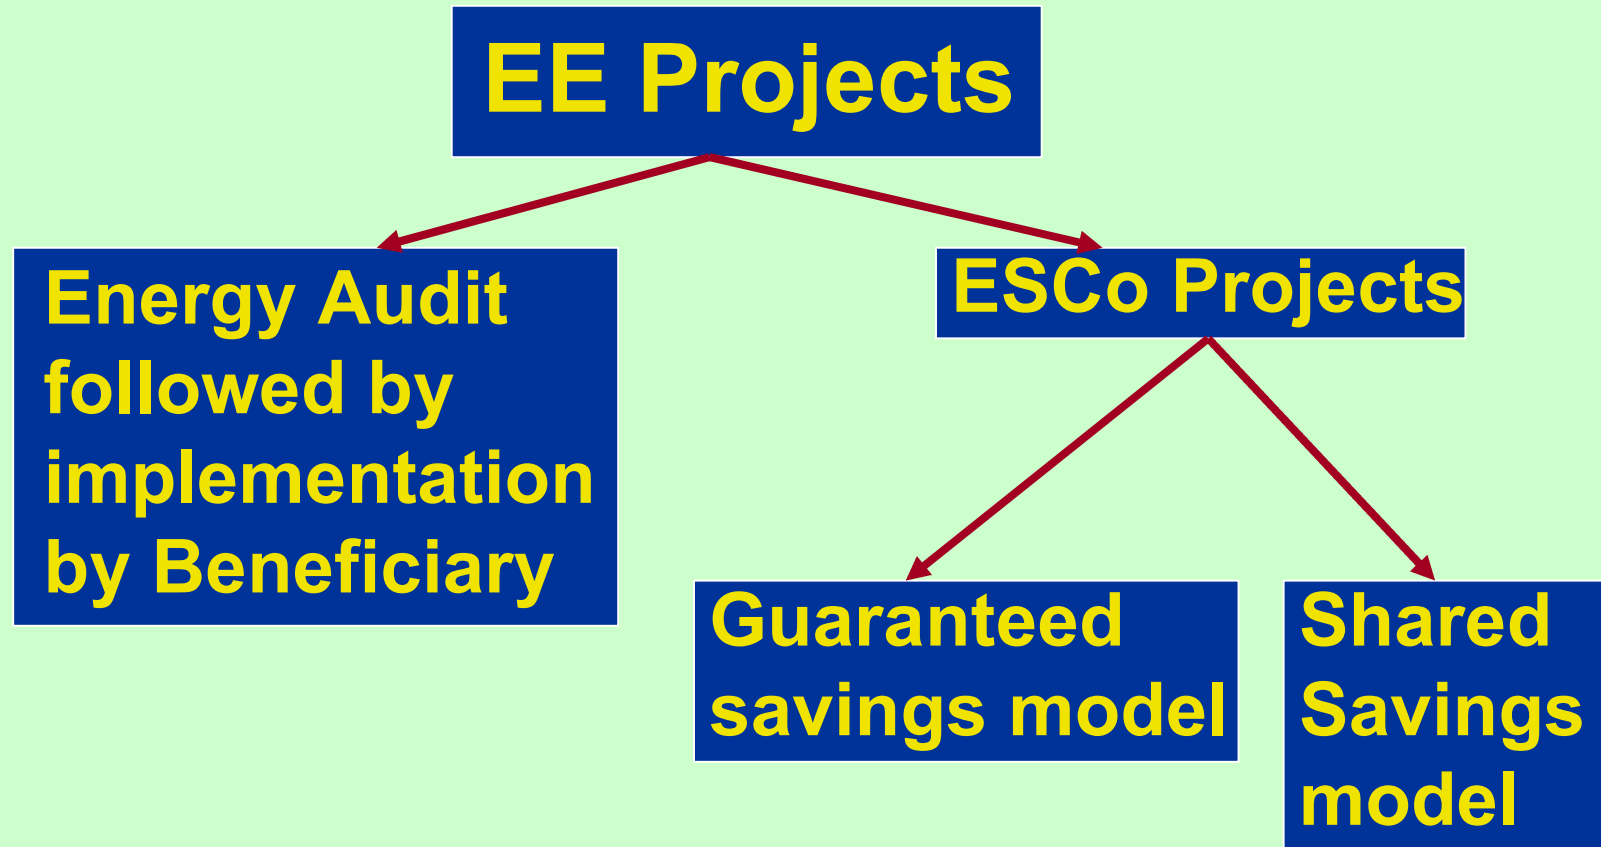 EE Projects
Energy Audit
followed by
implementation
by Beneficiary
ESCo Projects
Guaranteed
savings model
Shared
Savings
model